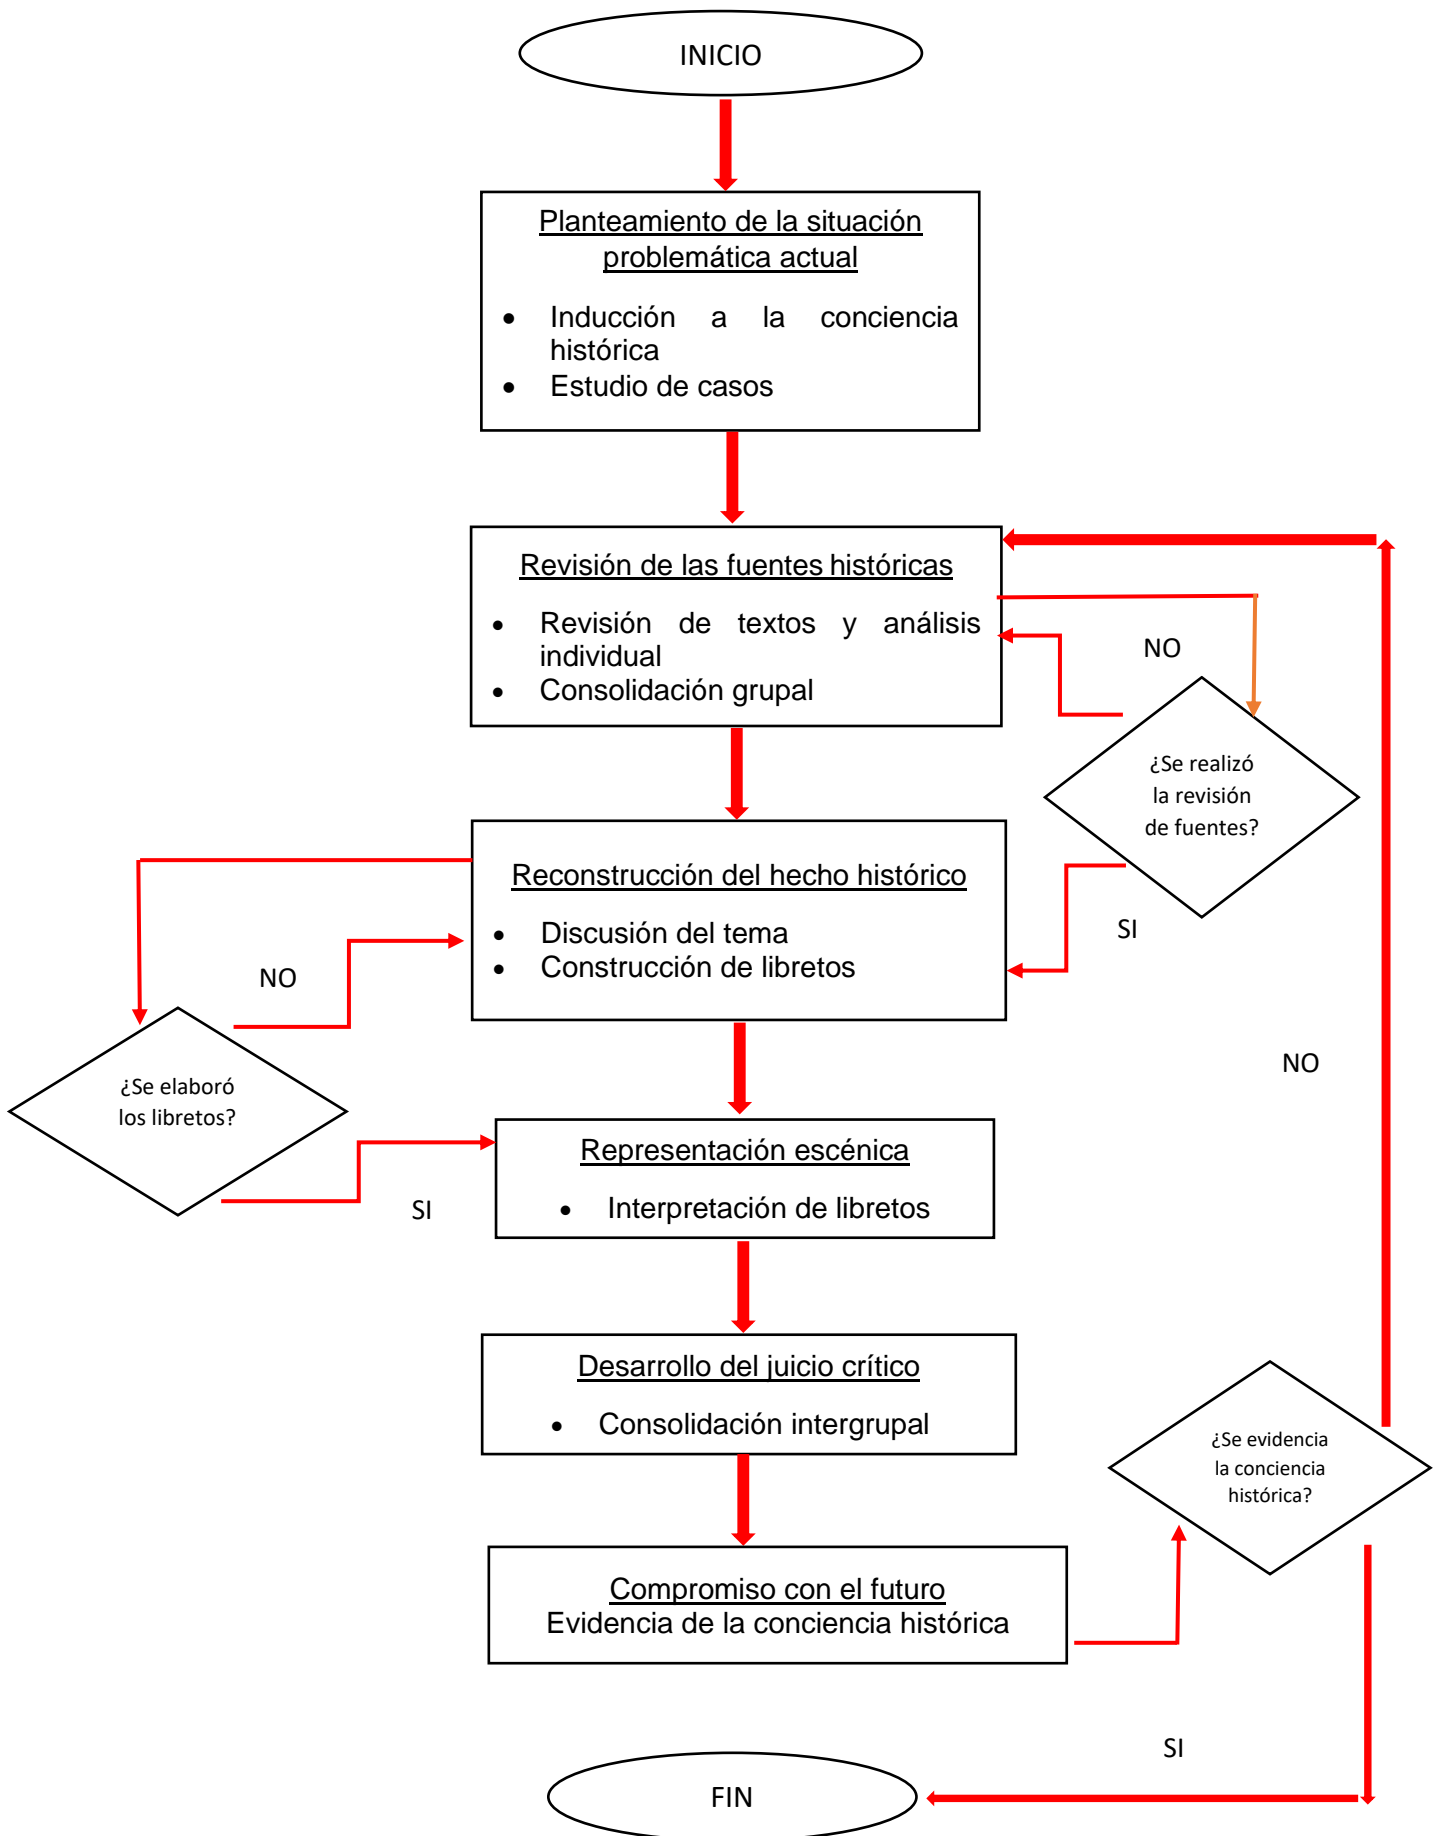 INICIO
Planteamiento de la situación
problemática actual
• Inducción a la conciencia
histórica
• Estudio de casos
Revisión de las fuentes históricas
• Revisión de textos y análisis
individual
• Consolidación grupal
NO
¿Se realizó
la revisión
de fuentes?
SI
Reconstrucción del hecho histórico
• Discusión del tema
• Construcción de libretos
NO
¿Se elaboró
los libretos?
SI
NO
Representación escénica
• Interpretación de libretos
Desarrollo del juicio crítico
• Consolidación intergrupal
¿Se evidencia
la conciencia
histórica?
Compromiso con el futuro
Evidencia de la conciencia histórica
SI
FIN